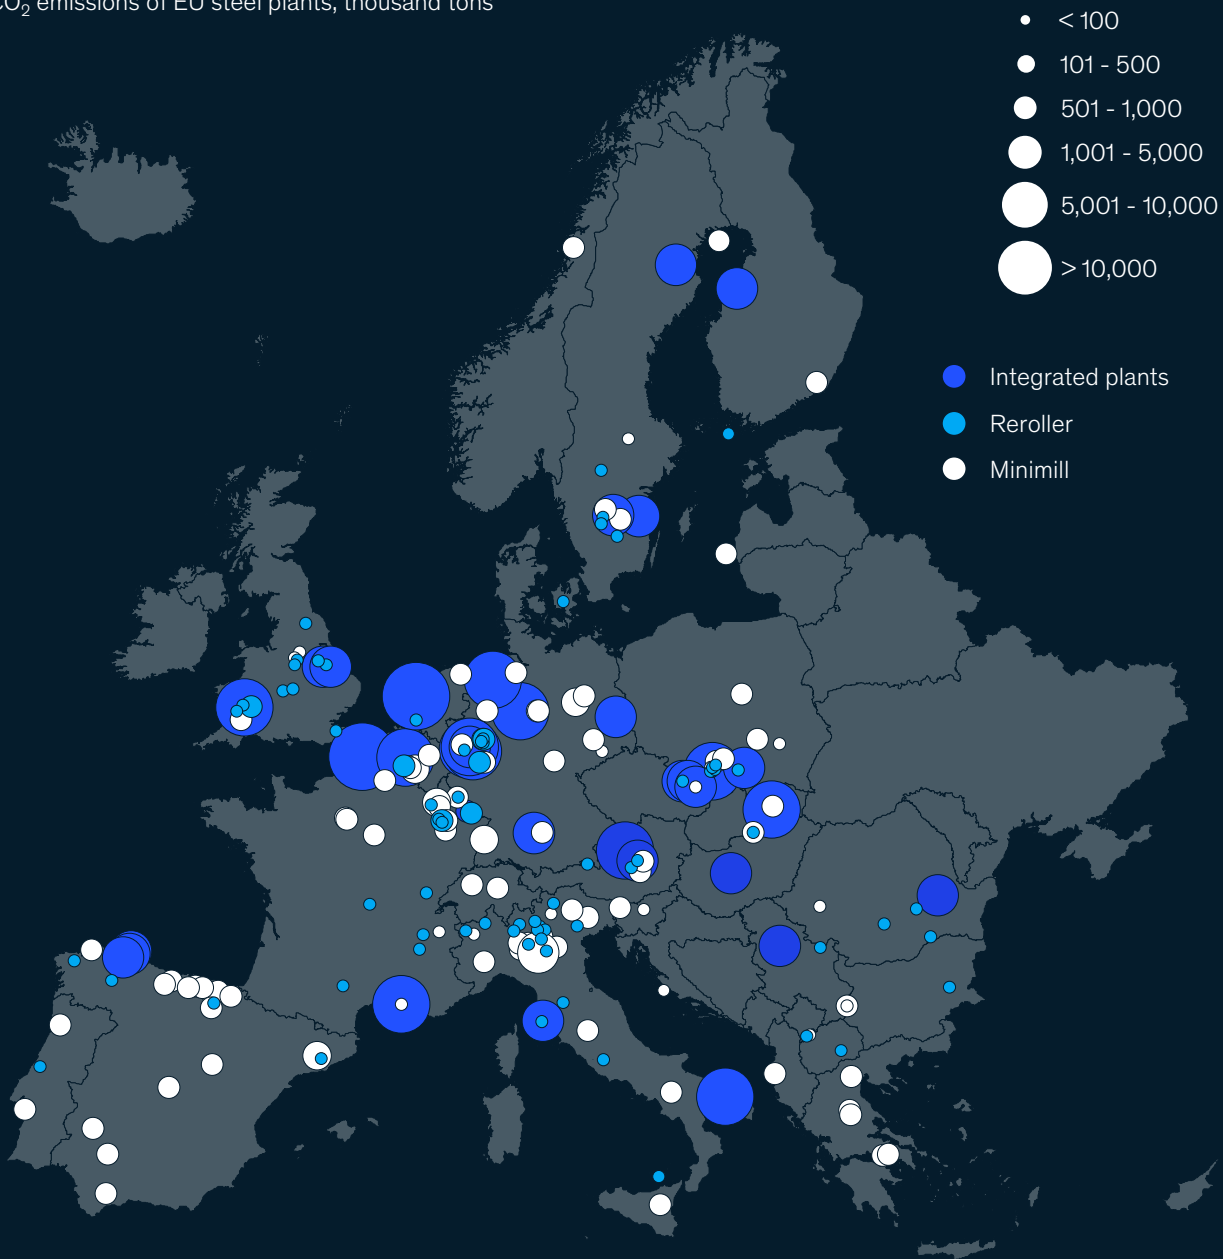 CO₂ emissions of EU steel plants, thousand tons
< 100
101 - 500
501 - 1,000
1,001 - 5,000
5,001 - 10,000
> 10,000
Integrated plants
Reroller
Minimill